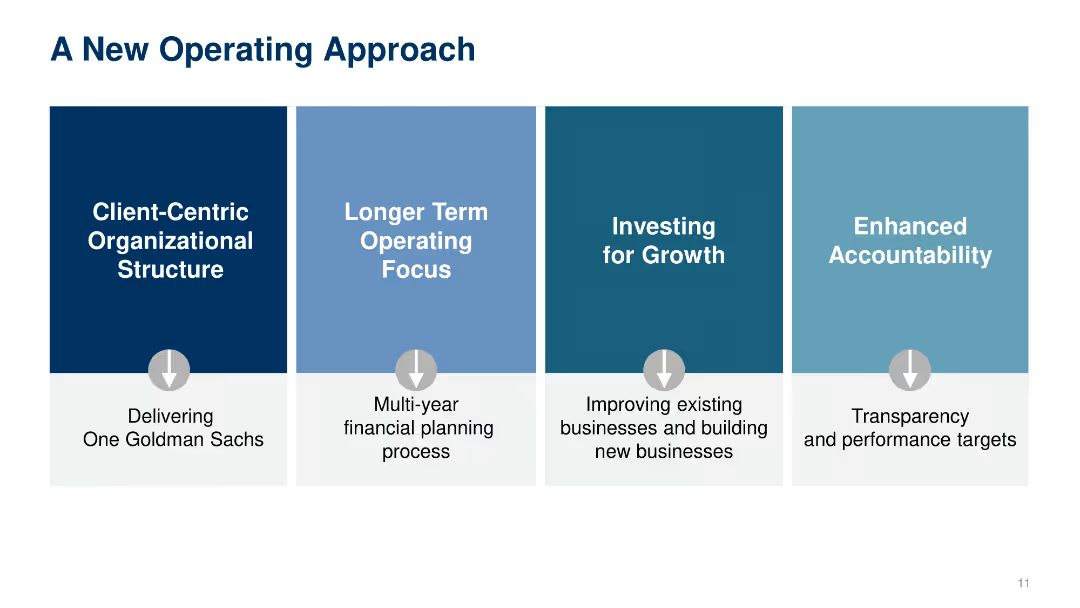 A New Operating Approach
Client-Centric
Organizational
Structure
Delivering
One Goldman Sachs
Longer Term
Operating
Focus
Multi-year
financial planning
process
Investing
for Growth
Improving existing
businesses and building
new businesses
Enhanced
Accountability
Transparency
and performance targets
11